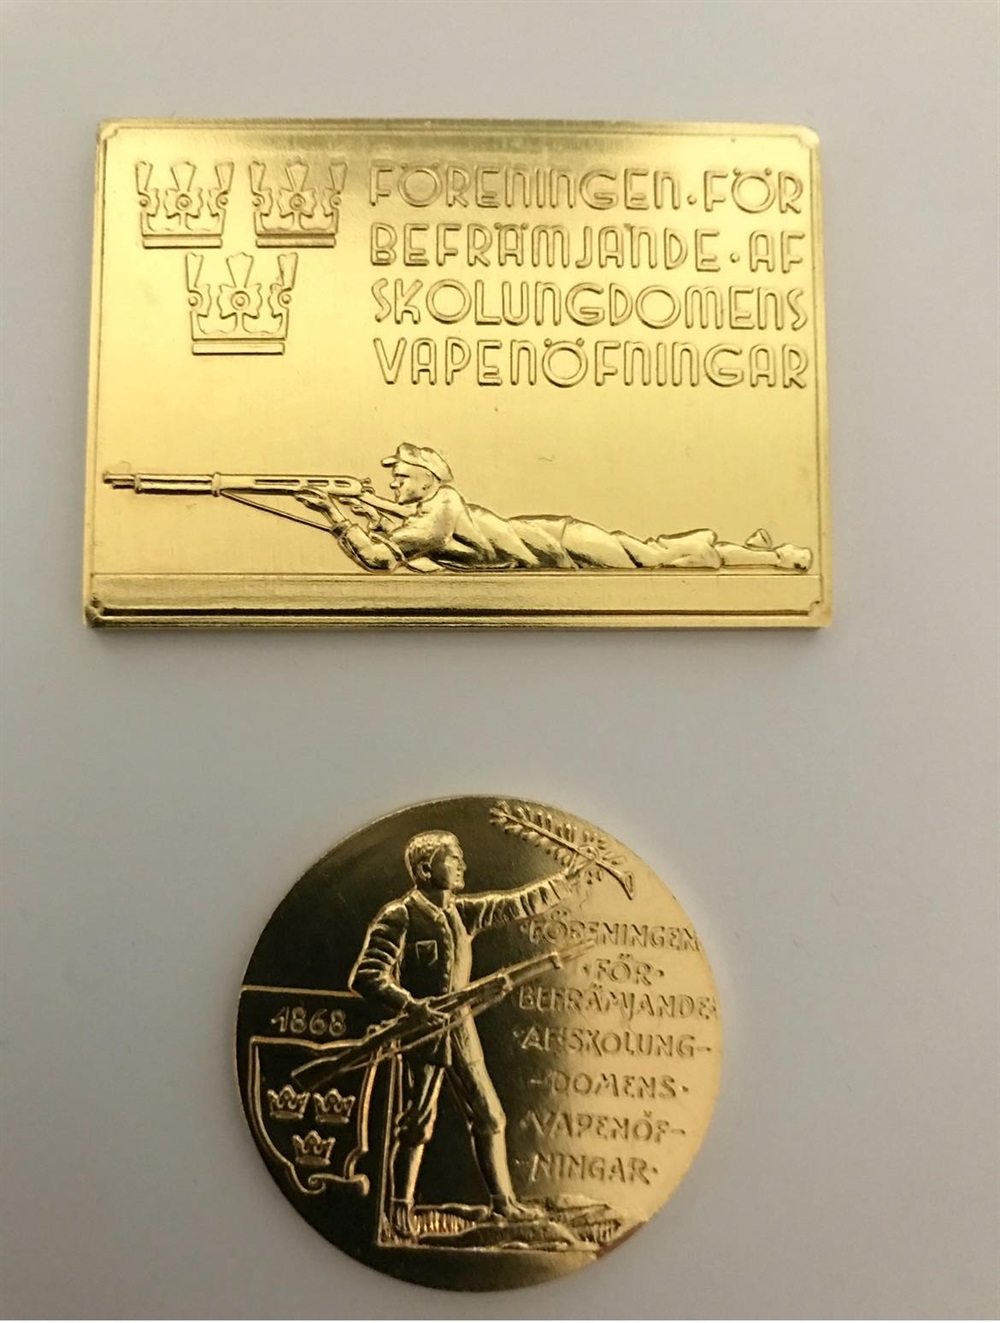 FÖRENINGEN·FÖR
BEFRÄMJANDE·AF
SKOLUNGDOMENS
VAPENÖFNINGAR
1868
·FÖRENINGEN
·FÖR·
BEFRÄMJANDE·
·AF·SKOLUNG-
-DOMENS·
·VAPENÖF-
-NINGAR·